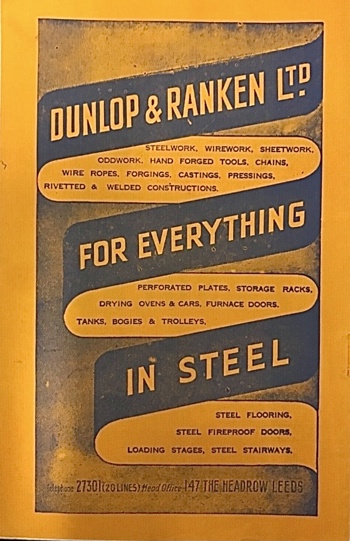 DUNLOP & RANKEN LTD
STEELWORK, WIREWORK, SHEETWORK,
ODDWORK, HAND FORGED TOOLS, CHAINS,
WIRE ROPES, FORGINGS, CASTINGS, PRESSINGS,
RIVETTED & WELDED CONSTRUCTIONS.
FOR EVERYTHING
PERFORATED PLATES, STORAGE RACKS,
DRYING OVENS & CARS, FURNACE DOORS,
TANKS, BOGIES & TROLLEYS,
IN STEEL
STEEL FLOORING,
STEEL FIREPROOF DOORS,
LOADING STAGES, STEEL STAIRWAYS.
Telephone 27301 (20 LINES) Head Office 147 THE HEADROW LEEDS